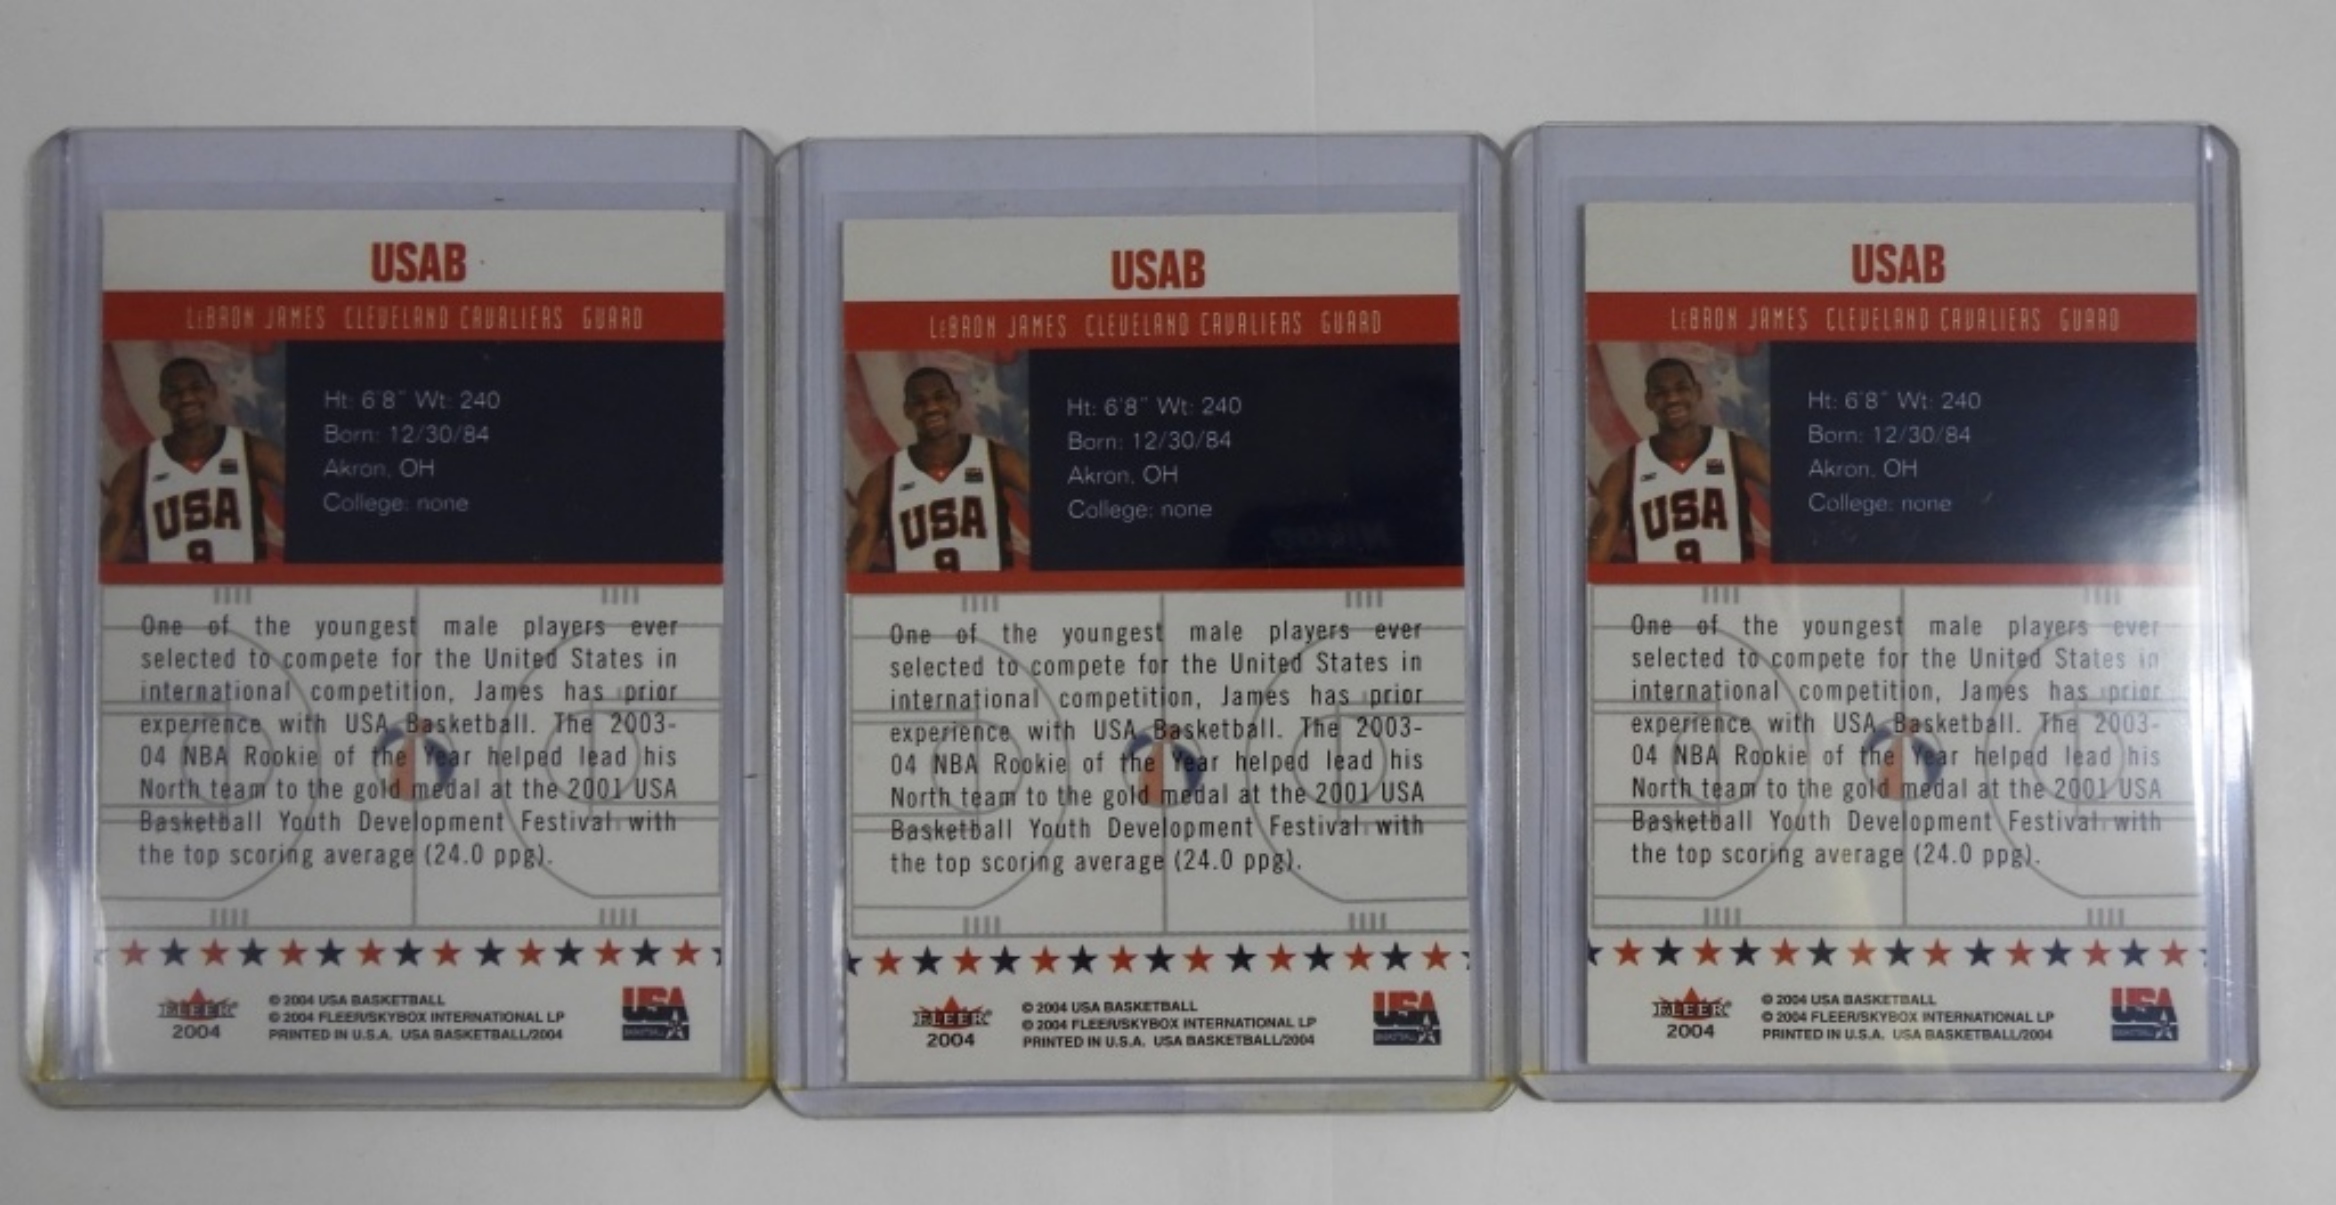 USAB
LeBRON JAMES CLEVELAND CAVALIERS GUARD
Ht: 6'8" Wt: 240
Born: 12/30/84
Akron, OH
College: none
USA
9
One of the youngest male players ever
selected to compete for the United States in
international competition, James has prior
experience with USA Basketball. The 2003-
04 NBA Rookie of the Year helped lead his
North team to the gold medal at the 2001 USA
Basketball Youth Development Festival with
the top scoring average (24.0 ppg).
FLEER®
2004
© 2004 USA BASKETBALL
© 2004 FLEER/SKYBOX INTERNATIONAL LP
PRINTED IN U.S.A. USA BASKETBALL/2004
USA
BASKETBALL
USAB
LeBRON JAMES CLEVELAND CAVALIERS GUARD
Ht: 6'8" Wt: 240
Born: 12/30/84
Akron, OH
College: none
USA
9
One of the youngest male players ever
selected to compete for the United States in
international competition, James has prior
experience with USA Basketball. The 2003-
04 NBA Rookie of the Year helped lead his
North team to the gold medal at the 2001 USA
Basketball Youth Development Festival with
the top scoring average (24.0 ppg).
FLEER®
2004
© 2004 USA BASKETBALL
© 2004 FLEER/SKYBOX INTERNATIONAL LP
PRINTED IN U.S.A. USA BASKETBALL/2004
USA
BASKETBALL
USAB
LeBRON JAMES CLEVELAND CAVALIERS GUARD
Ht: 6'8" Wt: 240
Born: 12/30/84
Akron, OH
College: none
USA
9
One of the youngest male players ever
selected to compete for the United States in
international competition, James has prior
experience with USA Basketball. The 2003-
04 NBA Rookie of the Year helped lead his
North team to the gold medal at the 2001 USA
Basketball Youth Development Festival with
the top scoring average (24.0 ppg).
FLEER®
2004
© 2004 USA BASKETBALL
© 2004 FLEER/SKYBOX INTERNATIONAL LP
PRINTED IN U.S.A. USA BASKETBALL/2004
USA
BASKETBALL